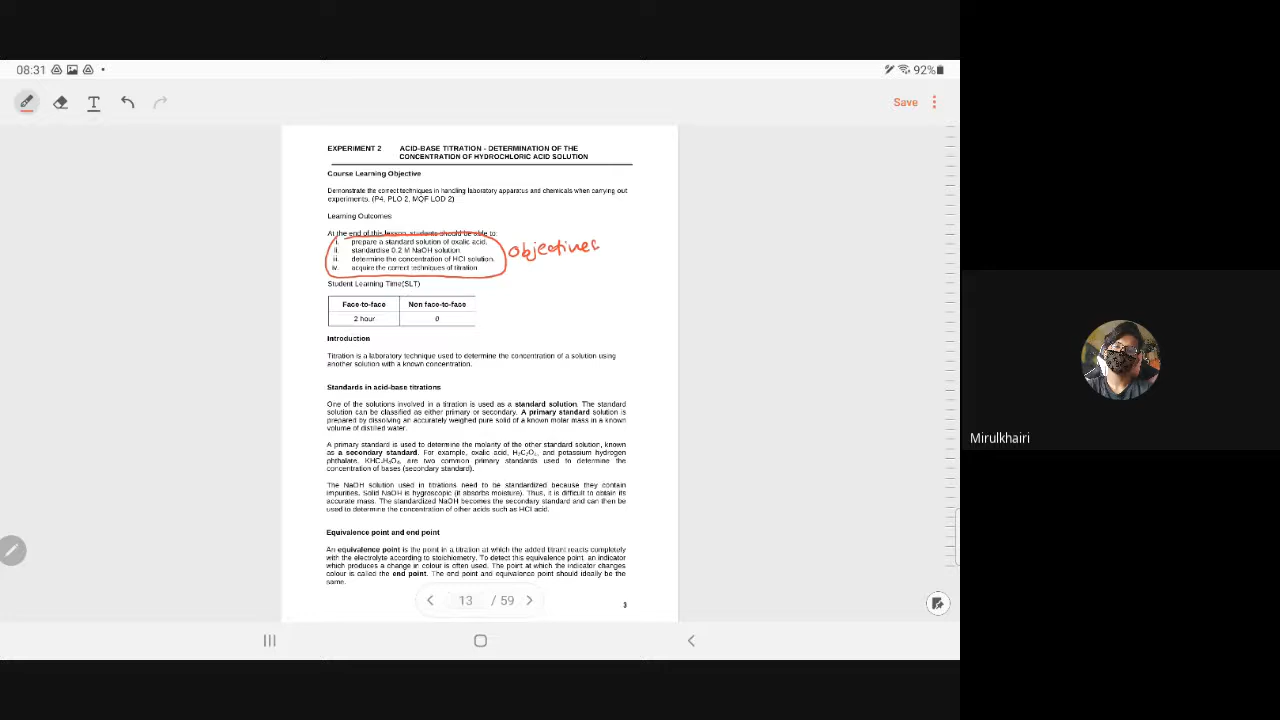 08:31
92%
Save
EXPERIMENT 2 ACID-BASE TITRATION - DETERMINATION OF THE
CONCENTRATION OF HYDROCHLORIC ACID SOLUTION
Course Learning Objective
Demonstrate the correct techniques in handling laboratory apparatus and chemicals when carrying out
experiments. (P4, PLO 2, MQF LOD 2)
Learning Outcomes
At the end of this lesson, students should be able to:
i. prepare a standard solution of oxalic acid.
ii. standardise 0.2 M NaOH solution
iii. determine the concentration of HCl solution.
iv. acquire the correct techniques of titration
Objectives
Student Learning Time(SLT)
Face-to-face Non face-to-face
2 hour 0
Introduction
Titration is a laboratory technique used to determine the concentration of a solution using
another solution with a known concentration.
Standards in acid-base titrations
One of the solutions involved in a titration is used as a standard solution. The standard
solution can be classified as either primary or secondary. A primary standard solution is
prepared by dissolving an accurately weighed pure solid of a known molar mass in a known
volume of distilled water.
A primary standard is used to determine the molarity of the other standard solution, known
as a secondary standard. For example, oxalic acid, H₂C₂O₄, and potassium hydrogen
phthalate, KHC₈H₄O₄, are two common primary standards used to determine the
concentration of bases (secondary standard).
The NaOH solution used in titrations need to be standardized because they contain
impurities. Solid NaOH is hygroscopic (it absorbs moisture). Thus, it is difficult to obtain its
accurate mass. The standardized NaOH becomes the secondary standard and can then be
used to determine the concentration of other acids such as HCl acid.
Equivalence point and end point
An equivalence point is the point in a titration at which the added titrant reacts completely
with the electrolyte according to stoichiometry. To detect this equivalence point, an indicator
which produces a change in colour is often used. The point at which the indicator changes
colour is called the end point. The end point and equivalence point should ideally be the
same.
13 / 59
3
Mirulkhairi